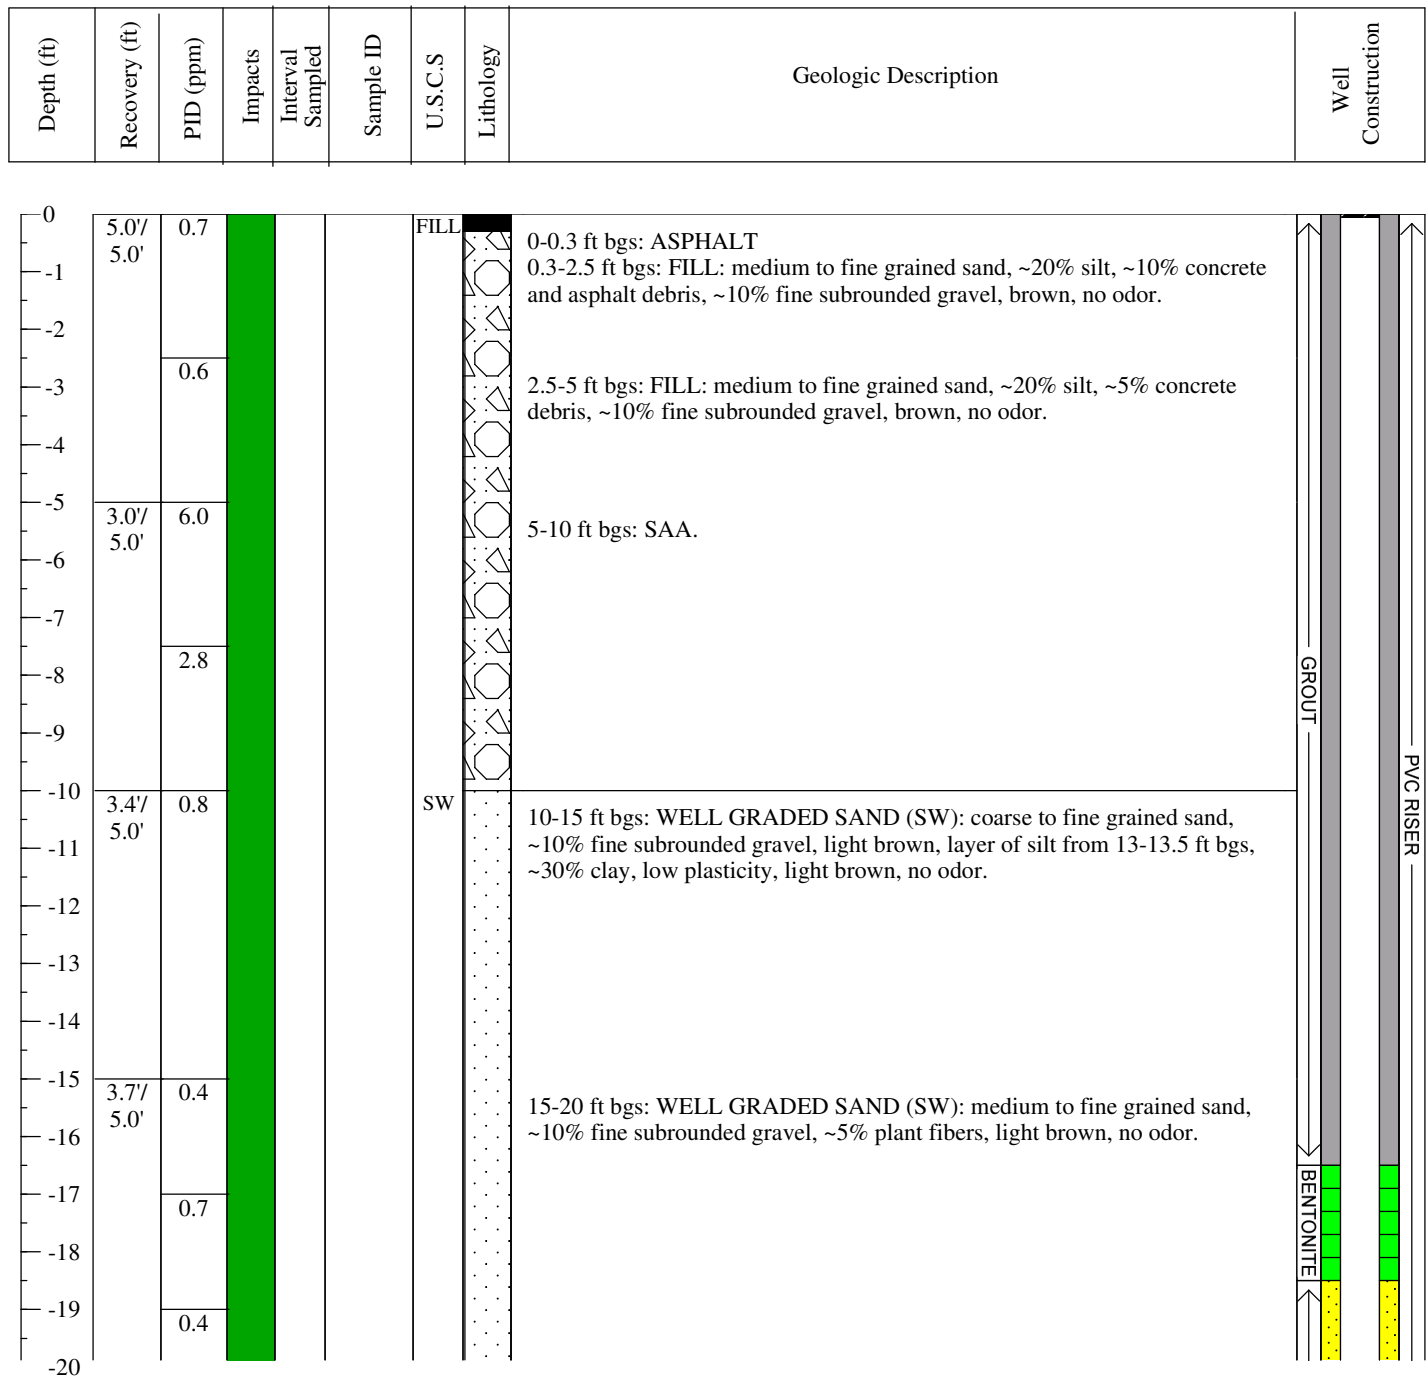 Depth (ft)
Recovery (ft)
PID (ppm)
Impacts
Interval
Sampled
Sample ID
U.S.C.S
Lithology
Geologic Description
Well
Construction
0
5.0'/
5.0'
0.7
FILL
0-0.3 ft bgs: ASPHALT
0.3-2.5 ft bgs: FILL: medium to fine grained sand, ~20% silt, ~10% concrete
and asphalt debris, ~10% fine subrounded gravel, brown, no odor.
-1
-2
0.6
-3
2.5-5 ft bgs: FILL: medium to fine grained sand, ~20% silt, ~5% concrete
debris, ~10% fine subrounded gravel, brown, no odor.
-4
-5
3.0'/
5.0'
6.0
5-10 ft bgs: SAA.
-6
-7
2.8
-8
GROUT
-9
-10
3.4'/
5.0'
0.8
SW
PVC RISER
10-15 ft bgs: WELL GRADED SAND (SW): coarse to fine grained sand,
~10% fine subrounded gravel, light brown, layer of silt from 13-13.5 ft bgs,
~30% clay, low plasticity, light brown, no odor.
-11
-12
-13
-14
-15
3.7'/
5.0'
0.4
15-20 ft bgs: WELL GRADED SAND (SW): medium to fine grained sand,
~10% fine subrounded gravel, ~5% plant fibers, light brown, no odor.
-16
-17
0.7
BENTONITE
-18
-19
0.4
-20